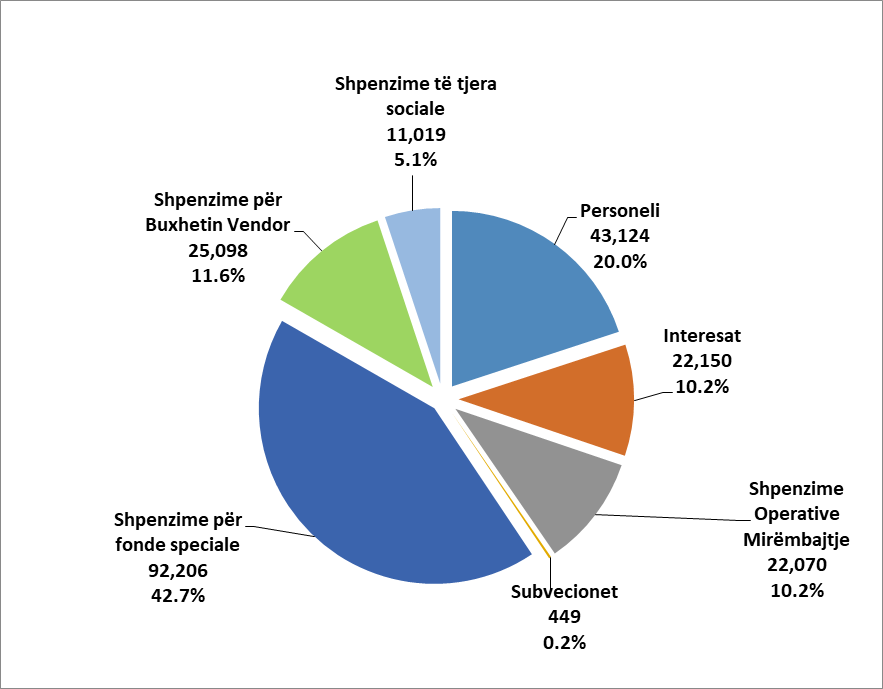 Shpenzime të tjera
sociale
11,019
5.1%
Shpenzime për
Buxhetin Vendor
25,098
11.6%
Personeli
43,124
20.0%
Interesat
22,150
10.2%
Shpenzime
Operative
Mirëmbajtje
22,070
10.2%
Shpenzime për
fonde speciale
92,206
42.7%
Subvecionet
449
0.2%